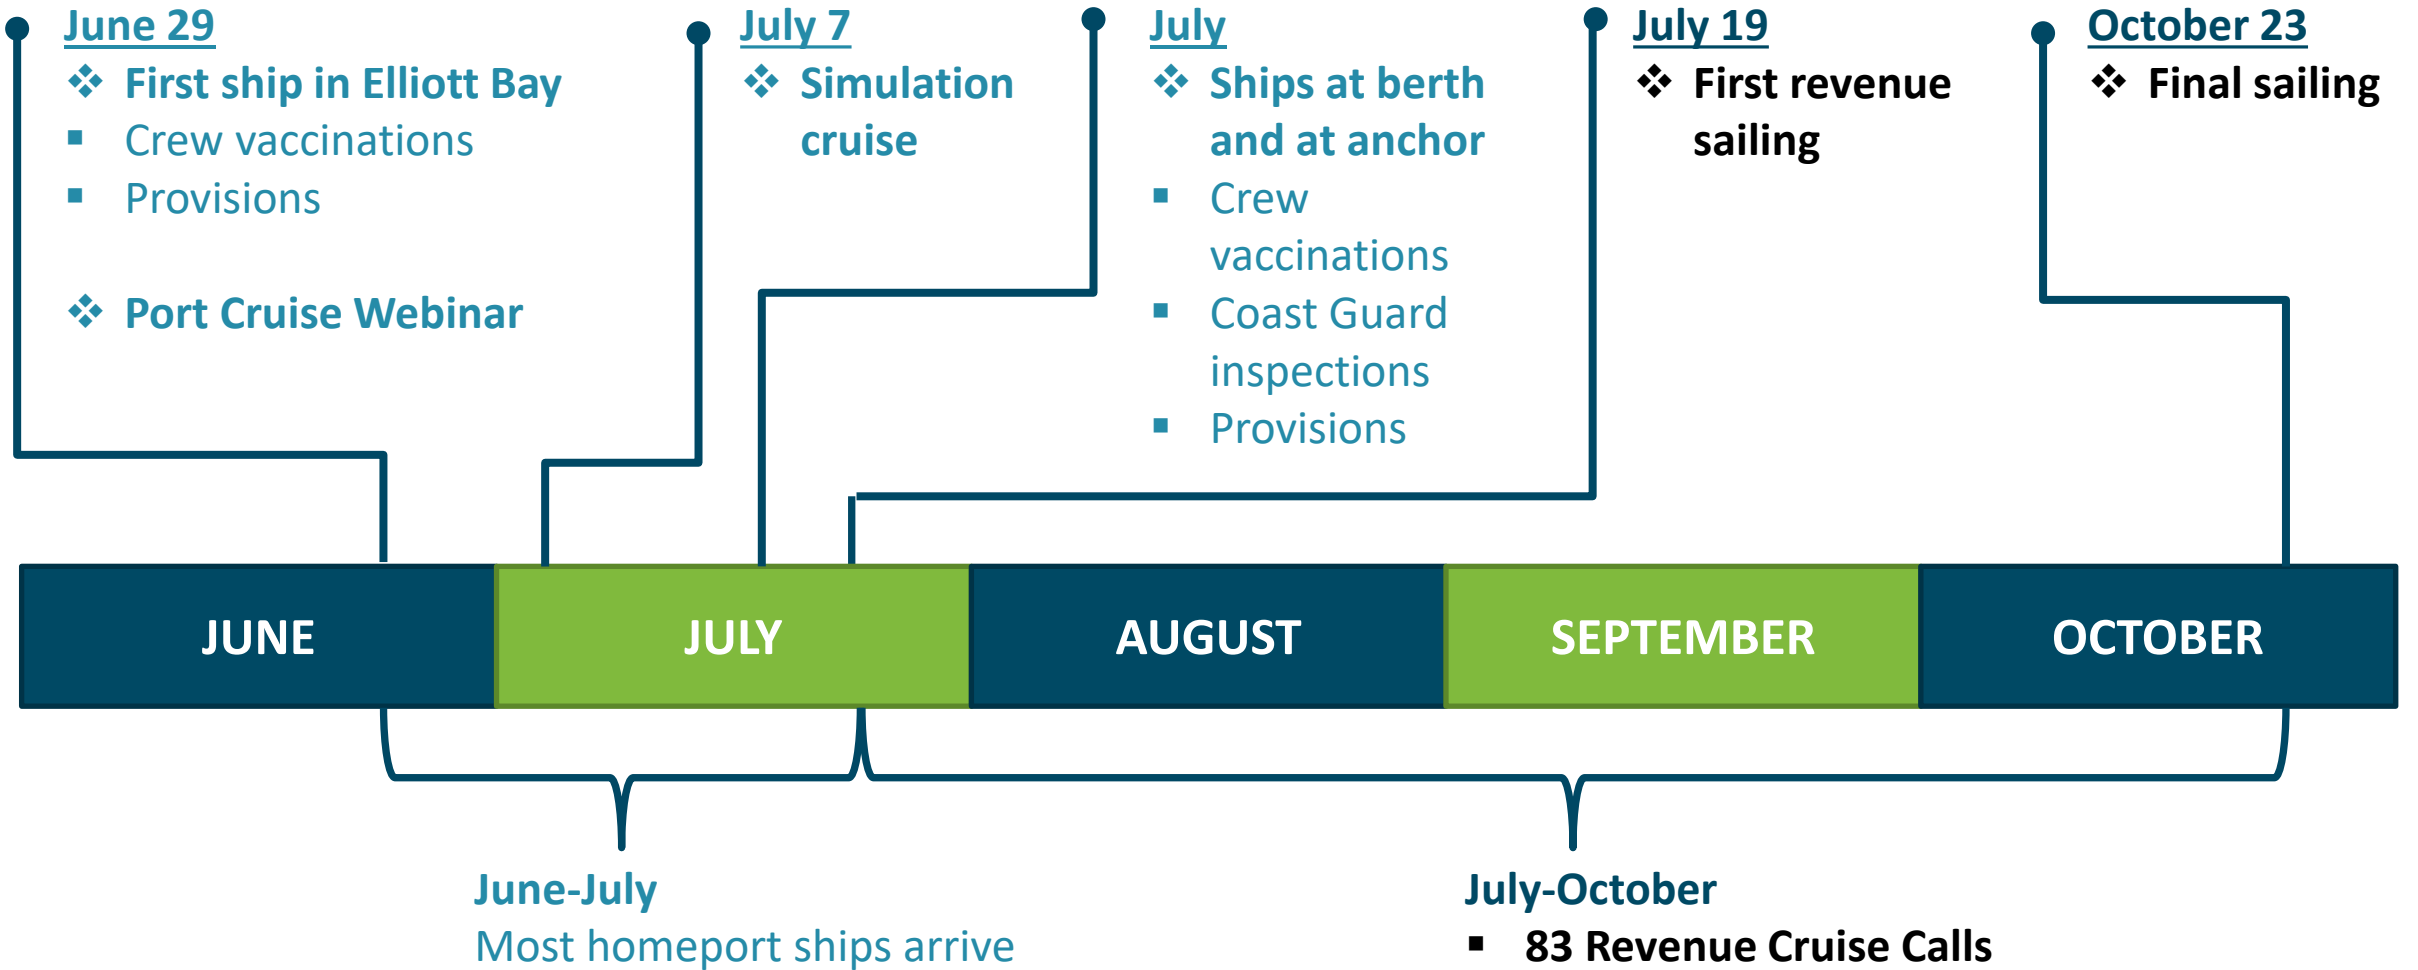 June 29
❖ First ship in Elliott Bay
▪ Crew vaccinations
▪ Provisions
❖ Port Cruise Webinar
July 7
❖ Simulation
cruise
July
❖ Ships at berth
and at anchor
▪ Crew
vaccinations
▪ Coast Guard
inspections
▪ Provisions
July 19
❖ First revenue
sailing
October 23
❖ Final sailing
JUNE
JULY
AUGUST
SEPTEMBER
OCTOBER
June-July
Most homeport ships arrive
July-October
▪ 83 Revenue Cruise Calls